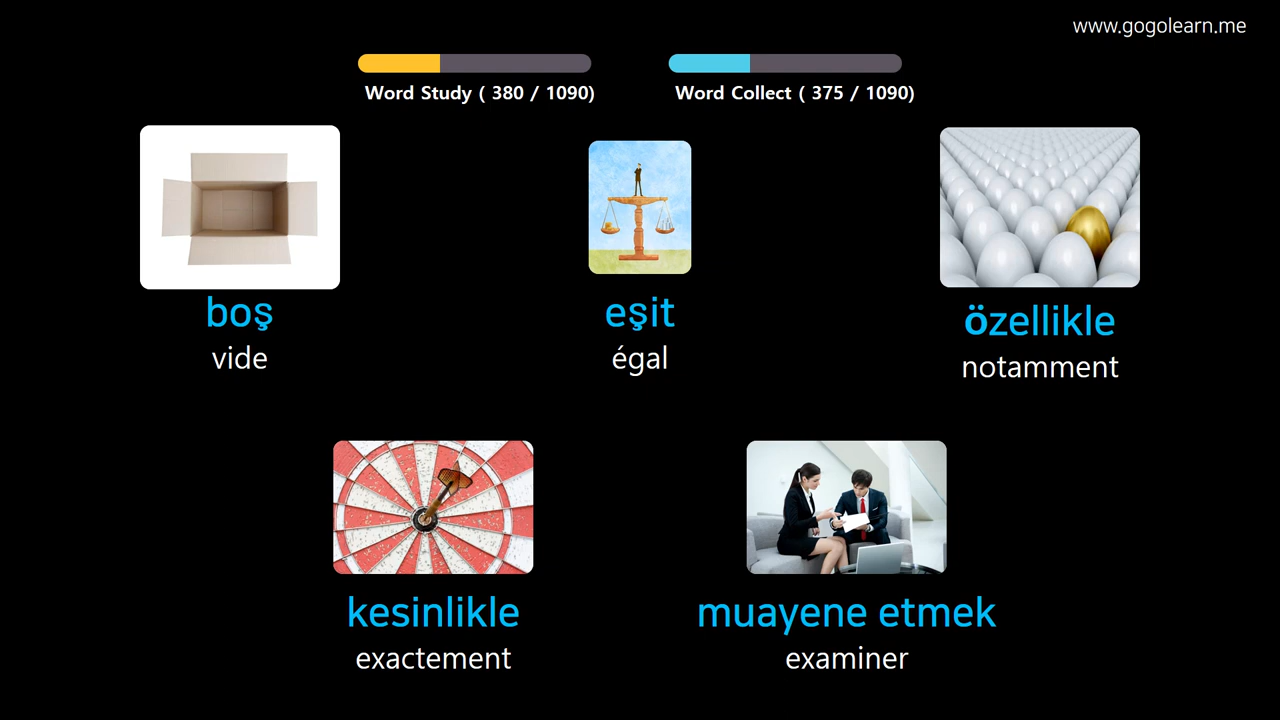 www.gogolearn.me
Word Study ( 380 / 1090)
Word Collect ( 375 / 1090)
boş
vide
eşit
égal
özellikle
notamment
kesinlikle
exactement
muayene etmek
examiner